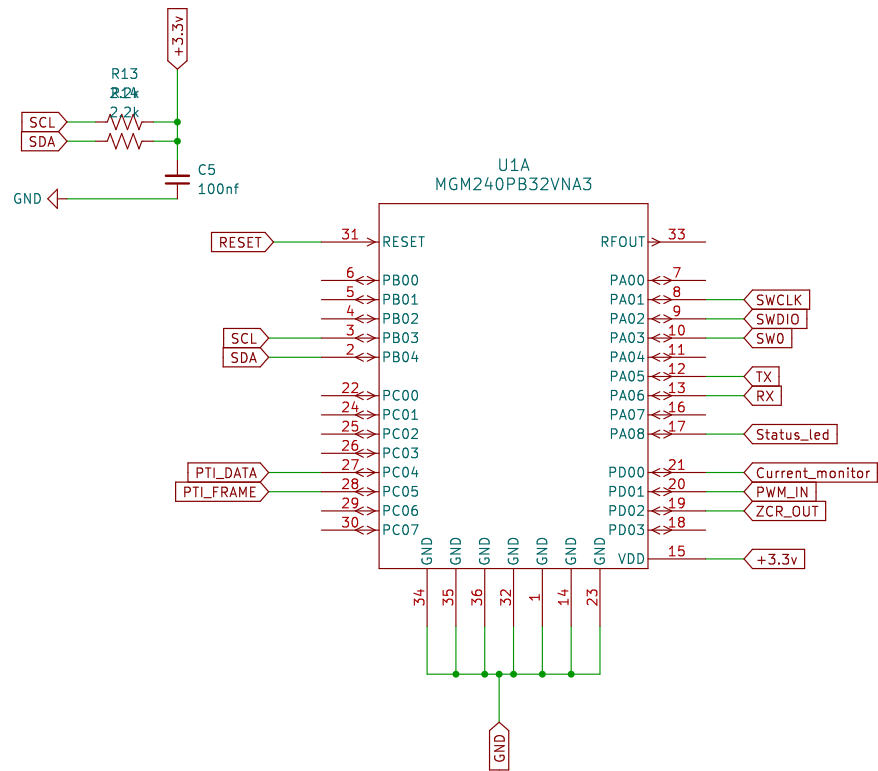 +3.3v
R13
2.2k
R14
2.2k
SCL
SDA
C5
100nf
GND
U1A
MGM240PB32VNA3
RESET
31
RESET
RFOUT
33
6
PB00
PA00
7
5
PB01
PA01
8
SWCLK
4
PB02
PA02
9
SWDIO
SCL
3
PB03
PA03
10
SW0
SDA
2
PB04
PA04
11
PA05
12
TX
22
PC00
PA06
13
RX
24
PC01
PA07
16
25
PC02
PA08
17
Status_led
26
PC03
PTI_DATA
27
PC04
PD00
21
Current_monitor
PTI_FRAME
28
PC05
PD01
20
PWM_IN
29
PC06
PD02
19
ZCR_OUT
30
PC07
PD03
18
GND
GND
GND
GND
GND
GND
GND
VDD
15
+3.3v
34
35
36
32
1
14
23
GND